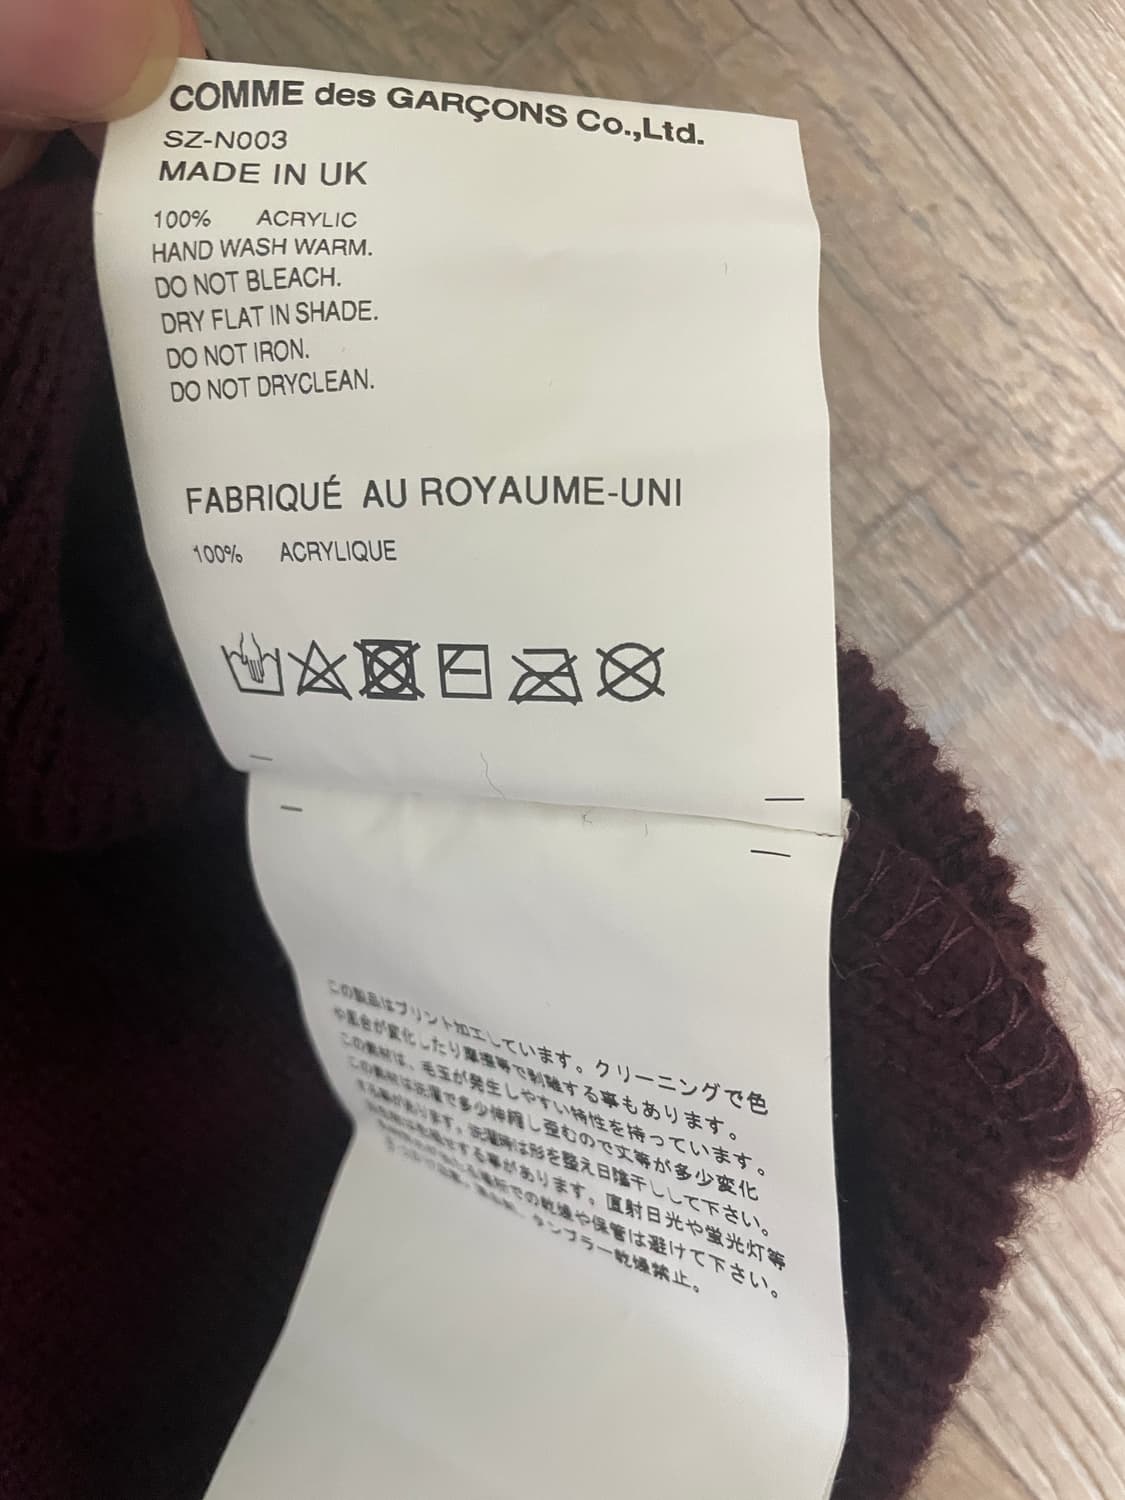 COMME des GARÇONS Co.,Ltd.
SZ-N003
MADE IN UK
100% ACRYLIC
HAND WASH WARM.
DO NOT BLEACH.
DRY FLAT IN SHADE.
DO NOT IRON.
DO NOT DRYCLEAN.
FABRIQUÉ AU ROYAUME-UNI
100% ACRYLIQUE
この製品はプリント加工しています。クリーニングで色
や風合が変化したり摩擦等で剥離する事もあります。
この素材は、毛玉が発生しやすい特性を持っています。
この素材は洗濯で多少伸縮し歪むので丈等が多少変化
する事があります。洗濯時は形を整え日陰干しして下さい。
する事があります。直射日光や蛍光灯等
での乾燥や保管は避けて下さい。
タンブラー乾燥禁止。